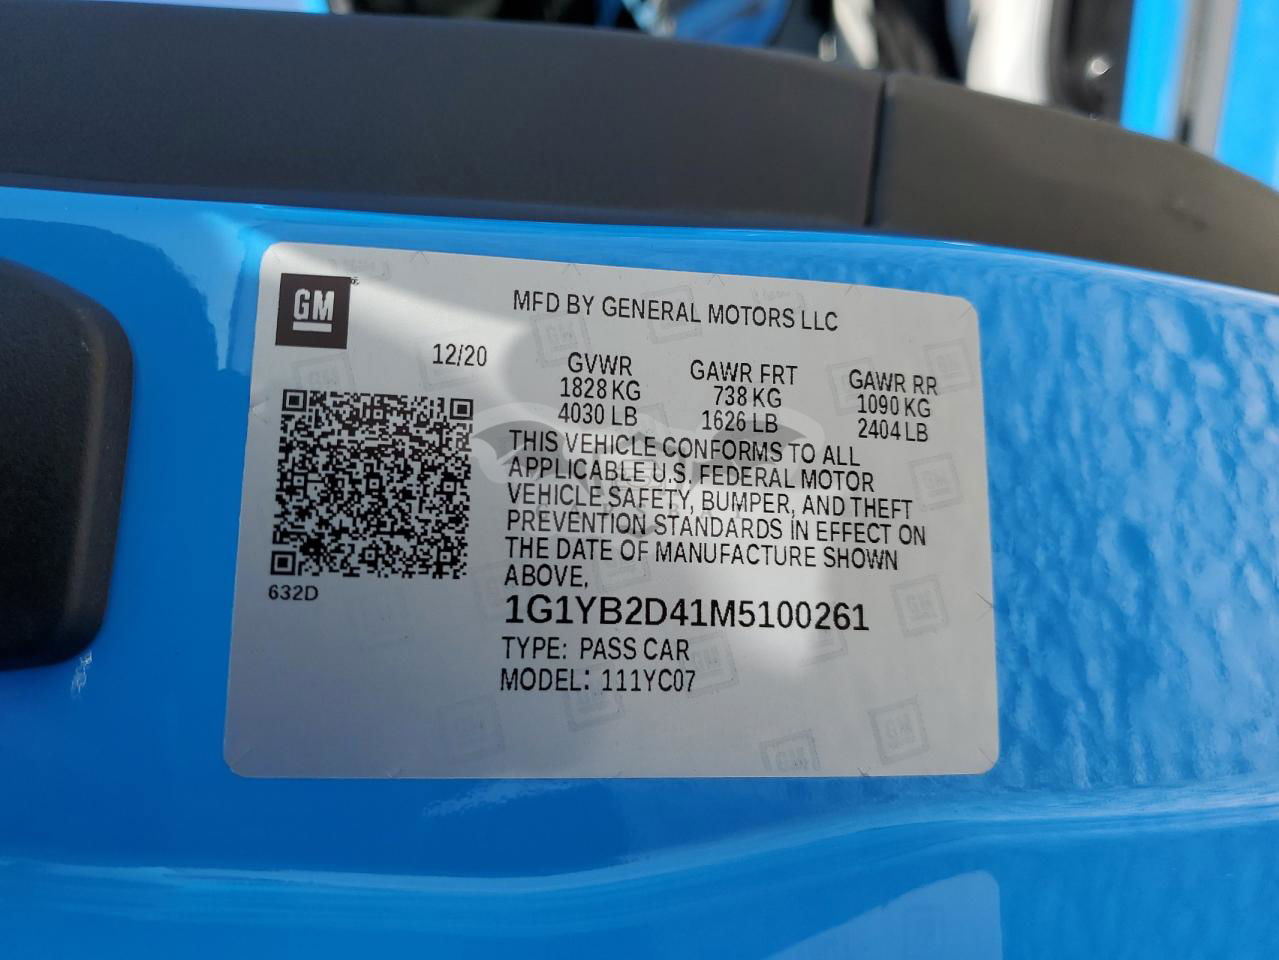 GM
MFD BY GENERAL MOTORS LLC
12/20
GVWR
1828 KG
4030 LB
GAWR FRT
738 KG
1626 LB
GAWR RR
1090 KG
2404 LB
THIS VEHICLE CONFORMS TO ALL
APPLICABLE U.S. FEDERAL MOTOR
VEHICLE SAFETY, BUMPER, AND THEFT
PREVENTION STANDARDS IN EFFECT ON
THE DATE OF MANUFACTURE SHOWN
ABOVE.
632D
1G1YB2D41M5100261
TYPE: PASS CAR
MODEL: 111YC07